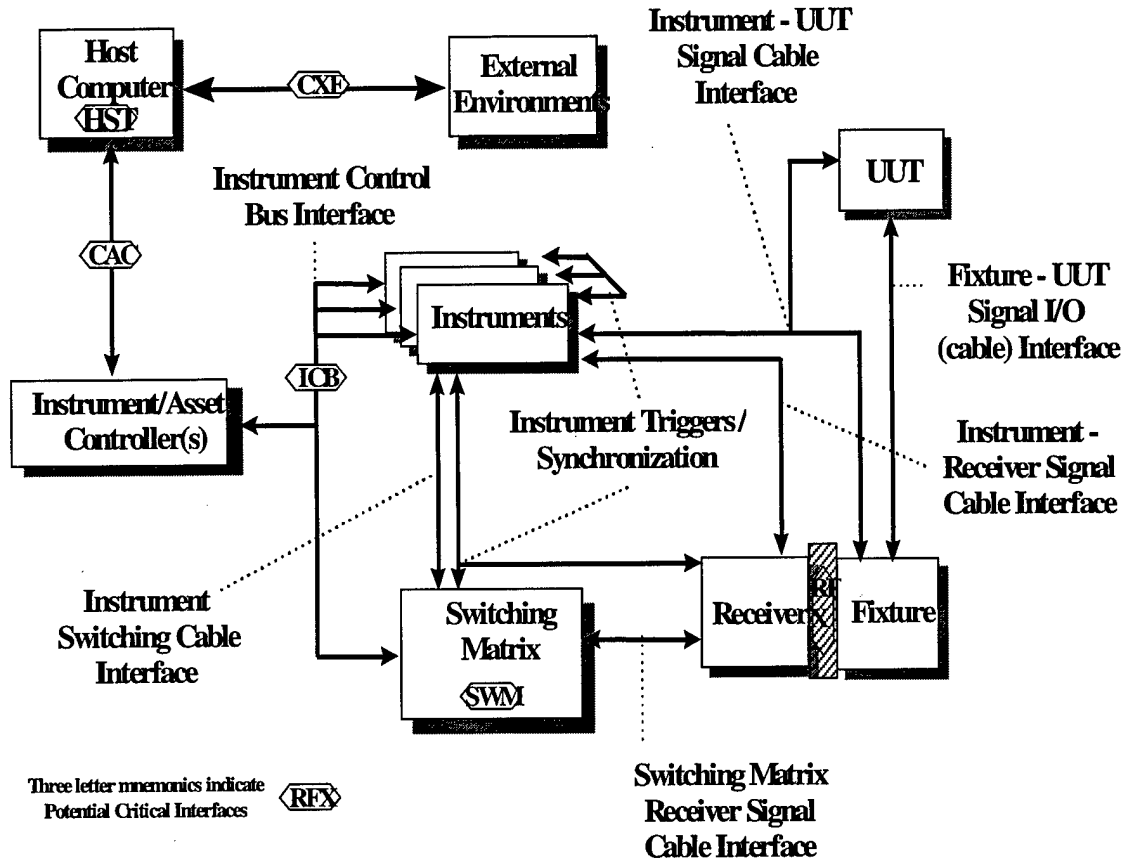 Host
Computer
HST
CXE
External
Environments
Instrument - UUT
Signal Cable
Interface
UUT
Instrument Control
Bus Interface
CAC
Instruments
Fixture - UUT
Signal I/O
(cable) Interface
ICB
Instrument/Asset
Controller(s)
Instrument Triggers/
Synchronization
Instrument -
Receiver Signal
Cable Interface
Instrument
Switching Cable
Interface
Switching
Matrix
SWM
Receiver
RF
X
Fixture
Three letter mnemonics indicate
Potential Critical Interfaces
RFX
Switching Matrix
Receiver Signal
Cable Interface